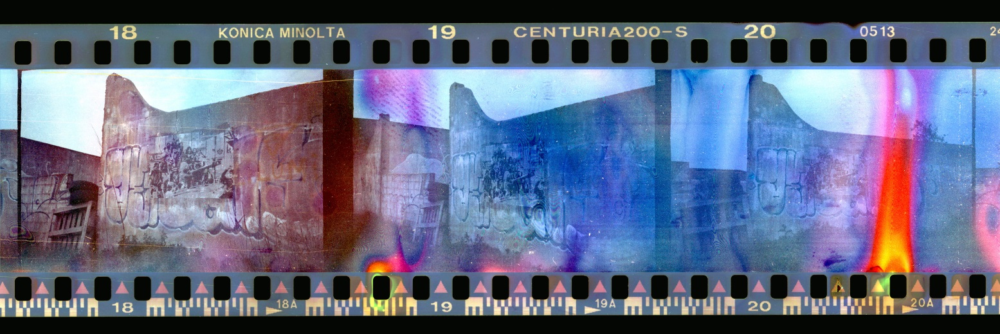 18 KONICA MINOLTA 19 CENTURIA200-S 20 0513
18 18A 19 19A 20 20A